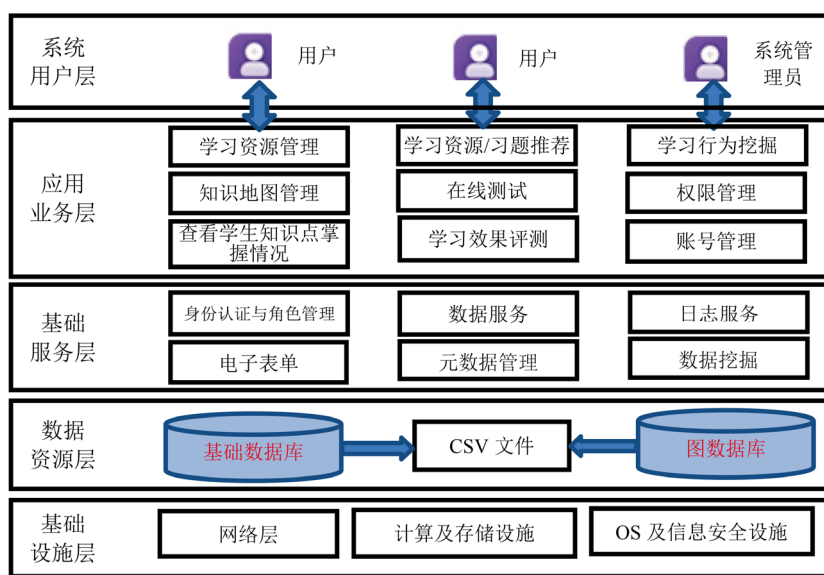 系统
用户层
用户
用户
系统管
理员
应用
业务层
学习资源管理
学习资源/习题推荐
学习行为挖掘
知识地图管理
在线测试
权限管理
查看学生知识点掌
握情况
学习效果评测
账号管理
基础
服务层
身份认证与角色管理
数据服务
日志服务
电子表单
元数据管理
数据挖掘
数据
资源层
基础数据库
CSV 文件
图数据库
基础
设施层
网络层
计算及存储设施
OS 及信息安全设施